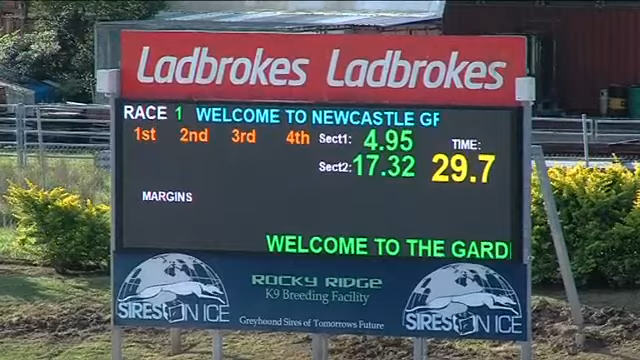 Ladbrokes Ladbrokes
RACE 1 WELCOME TO NEWCASTLE GF
1st 2nd 3rd 4th Sect1: 4.95 TIME:
Sect2: 17.32 29.7
MARGINS
WELCOME TO THE GARD
ROCKY RIDGE
K9 Breeding Facility
SIRES ON ICE
SIRES ON ICE
Greyhound Sires of Tomorrows Future